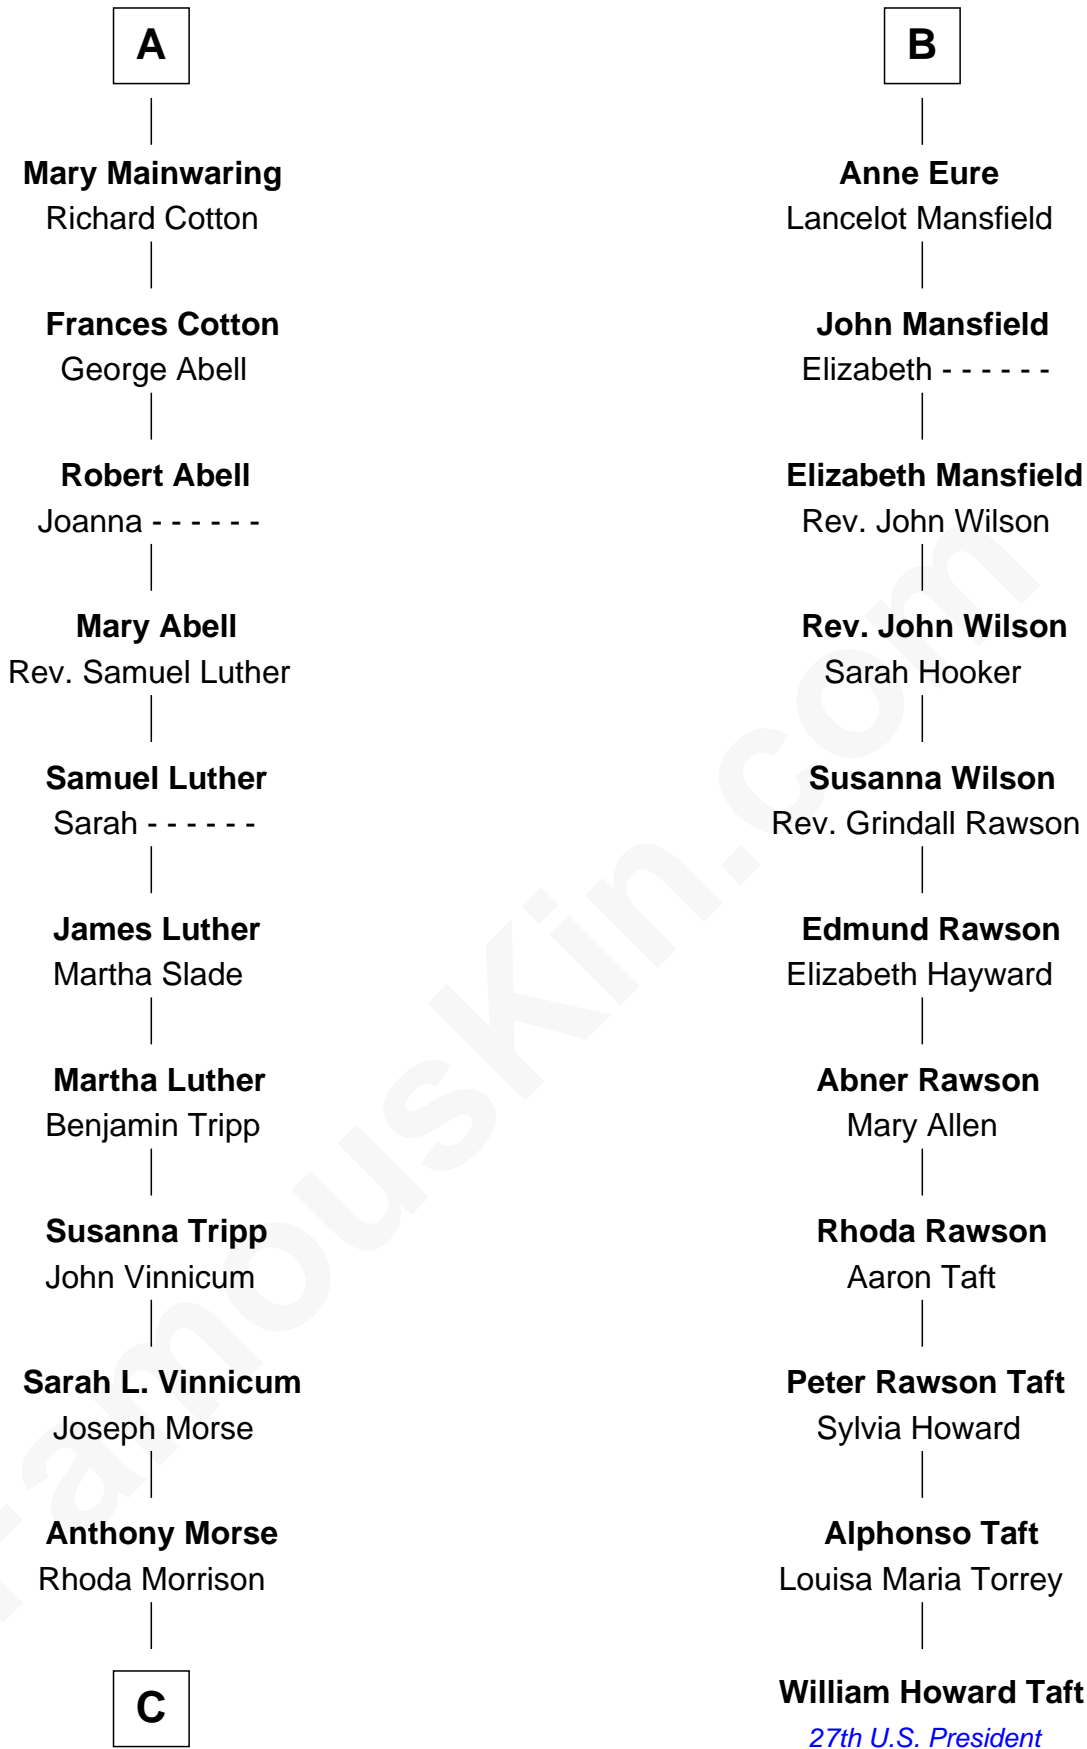 A
Mary Mainwaring
Richard Cotton
Frances Cotton
George Abell
Robert Abell
Joanna - - - - - -
Mary Abell
Rev. Samuel Luther
Samuel Luther
Sarah - - - - - -
James Luther
Martha Slade
Martha Luther
Benjamin Tripp
Susanna Tripp
John Vinnicum
Sarah L. Vinnicum
Joseph Morse
Anthony Morse
Rhoda Morrison
C
B
Anne Eure
Lancelot Mansfield
John Mansfield
Elizabeth - - - - - -
Elizabeth Mansfield
Rev. John Wilson
Rev. John Wilson
Sarah Hooker
Susanna Wilson
Rev. Grindall Rawson
Edmund Rawson
Elizabeth Hayward
Abner Rawson
Mary Allen
Rhoda Rawson
Aaron Taft
Peter Rawson Taft
Sylvia Howard
Alphonso Taft
Louisa Maria Torrey
William Howard Taft
27th U.S. President
FamousKin.com